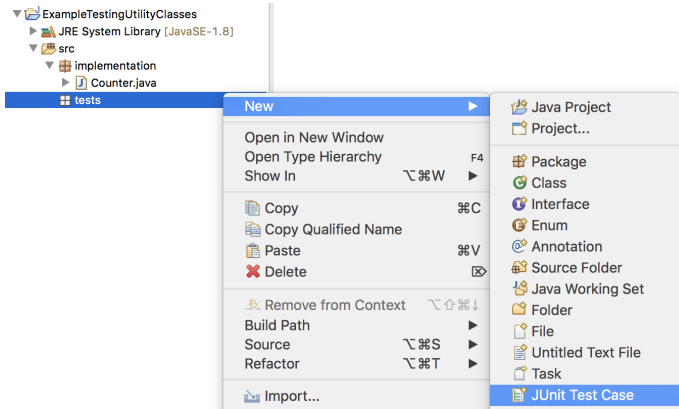 ExampleTestingUtilityClasses
JRE System Library [JavaSE-1.8]
src
implementation
Counter.java
tests
New
Open in New Window
Open Type Hierarchy F4
Show In ⌥⌘W
Copy ⌘C
Copy Qualified Name
Paste ⌘V
Delete ⌦
Remove from Context ⌥⇧⌘↓
Build Path
Source ⌥⌘S
Refactor ⌥⌘T
Import...
Java Project
Project...
Package
Class
Interface
Enum
Annotation
Source Folder
Java Working Set
Folder
File
Untitled Text File
Task
JUnit Test Case